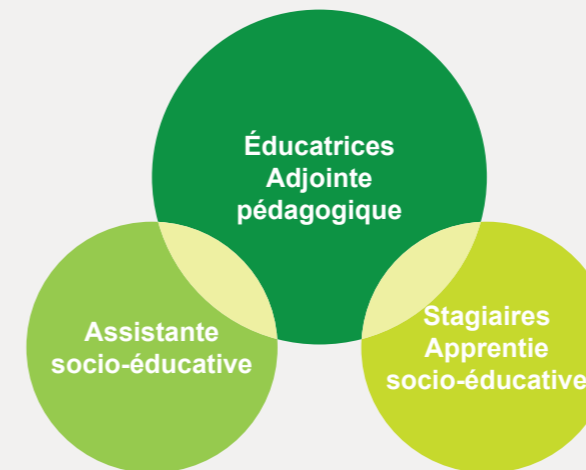 Éducatrices
Adjointe
pédagogique
Assistante
socio-éducative
Stagiaires
Apprentie
socio-éducative